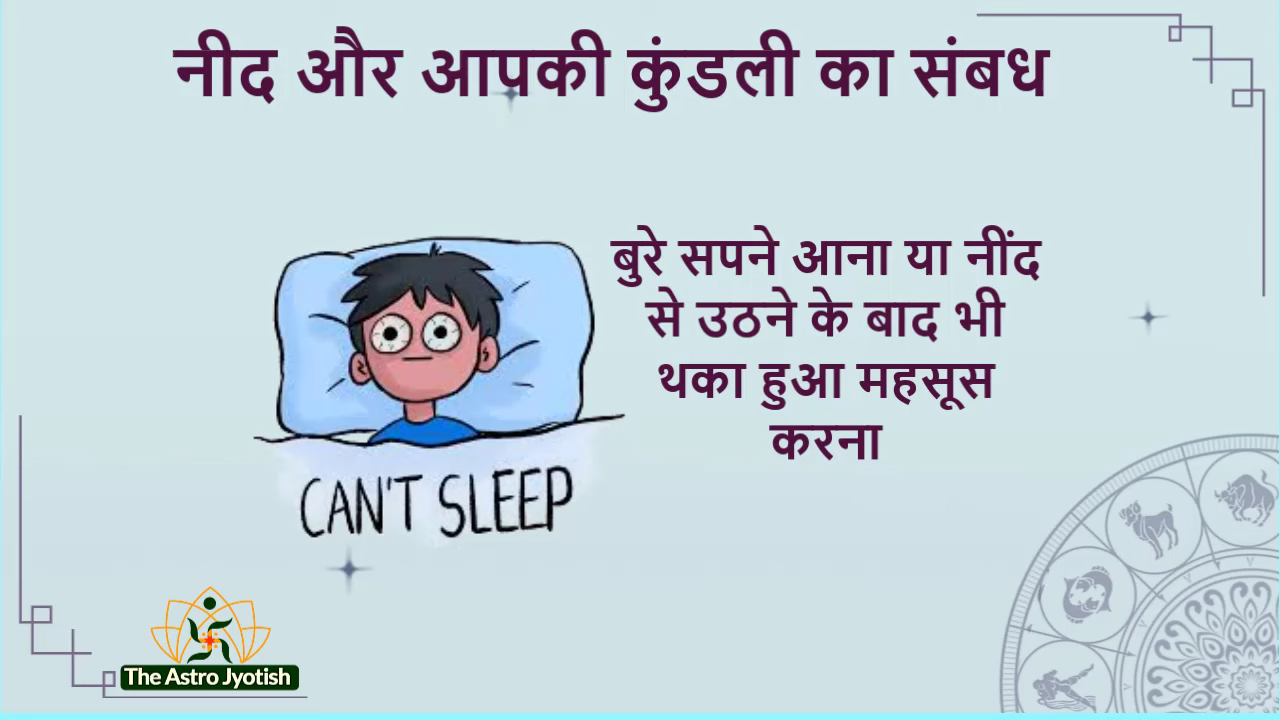 नीद और आपकी कुंडली का संबध
बुरे सपने आना या नींद
से उठने के बाद भी
थका हुआ महसूस
करना
CAN'T SLEEP
The Astro Jyotish